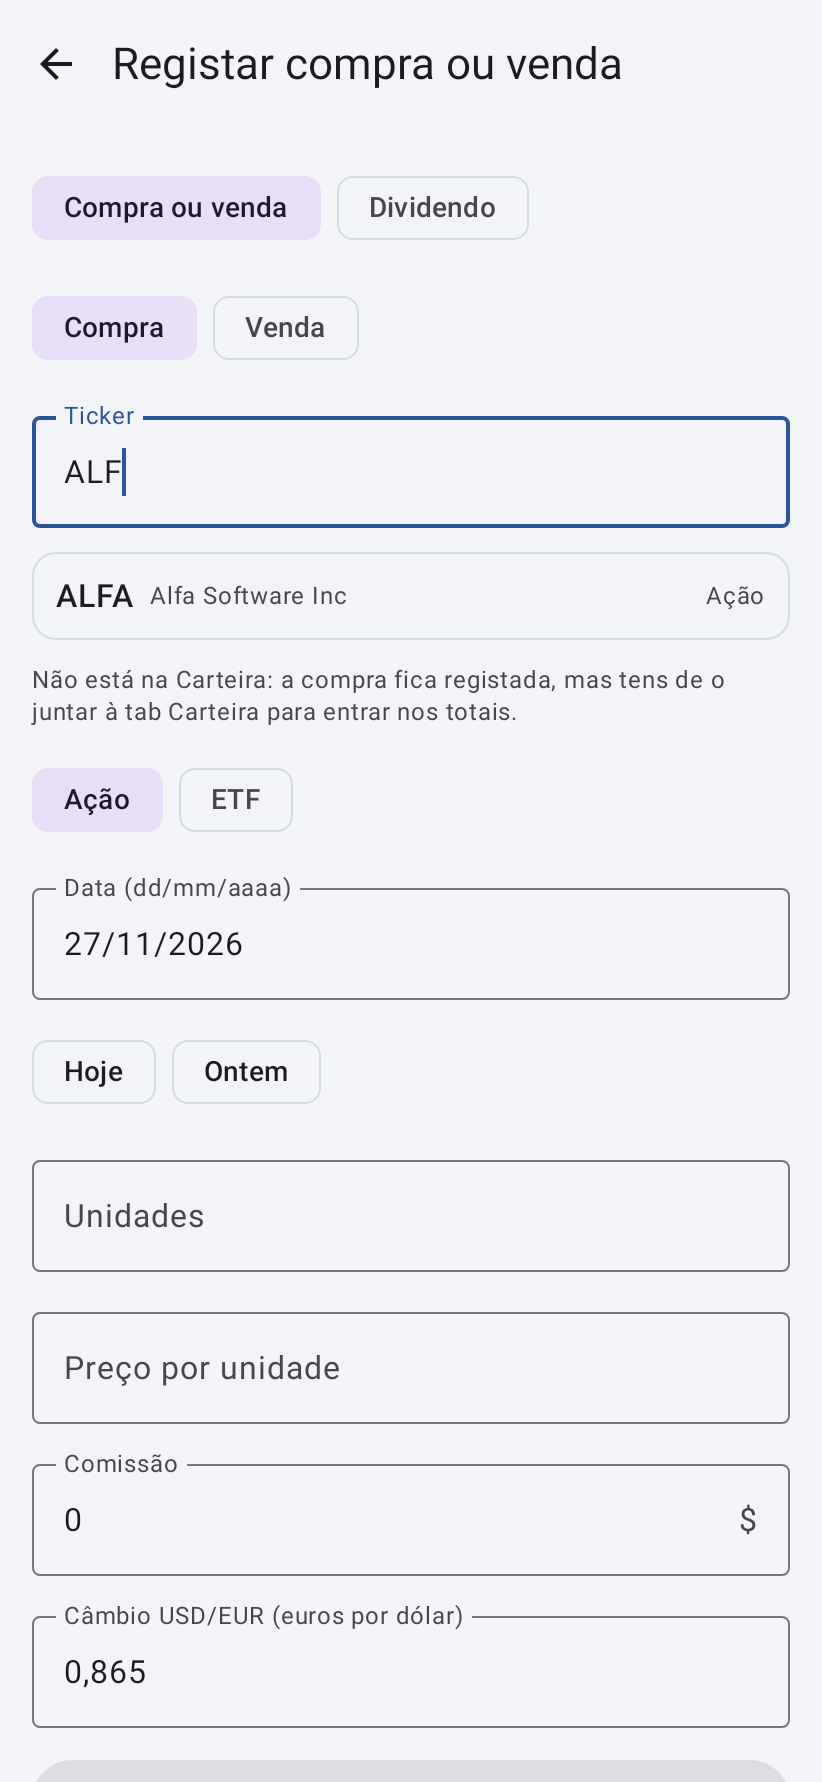 Registar compra ou venda
Compra ou venda
Dividendo
Compra
Venda
Ticker
ALF
ALFA Alfa Software Inc Ação
Não está na Carteira: a compra fica registada, mas tens de o
juntar à tab Carteira para entrar nos totais.
Ação
ETF
Data (dd/mm/aaaa)
27/11/2026
Hoje
Ontem
Unidades
Preço por unidade
Comissão
0 $
Câmbio USD/EUR (euros por dólar)
0,865